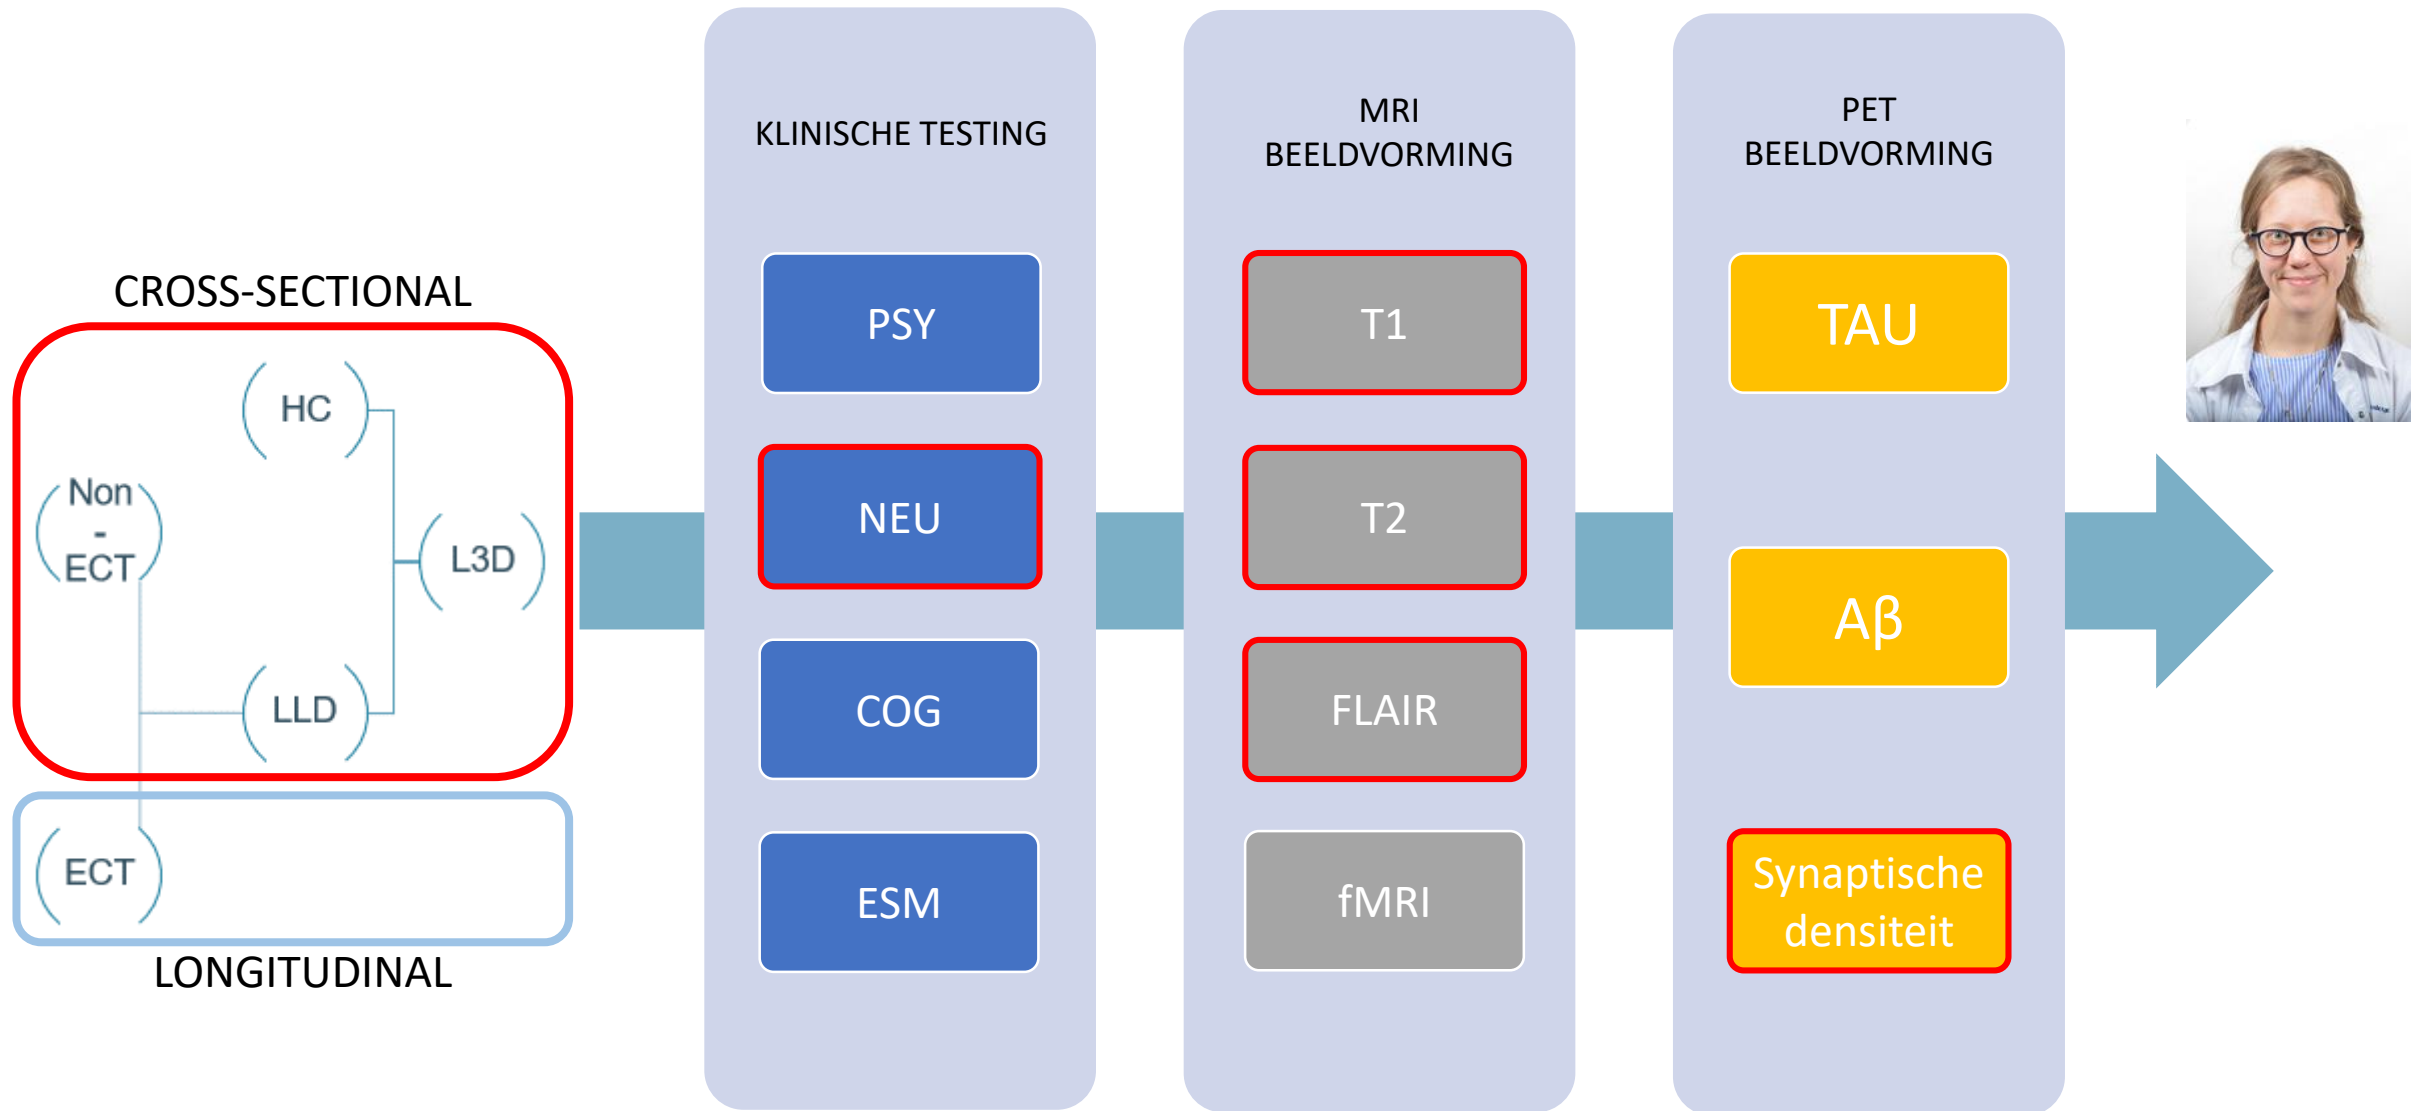 CROSS-SECTIONAL
HC
Non
-
ECT
L3D
LLD
ECT
LONGITUDINAL
KLINISCHE TESTING
PSY
NEU
COG
ESM
MRI
BEELDVORMING
T1
T2
FLAIR
fMRI
PET
BEELDVORMING
TAU
Aβ
Synaptische
densiteit